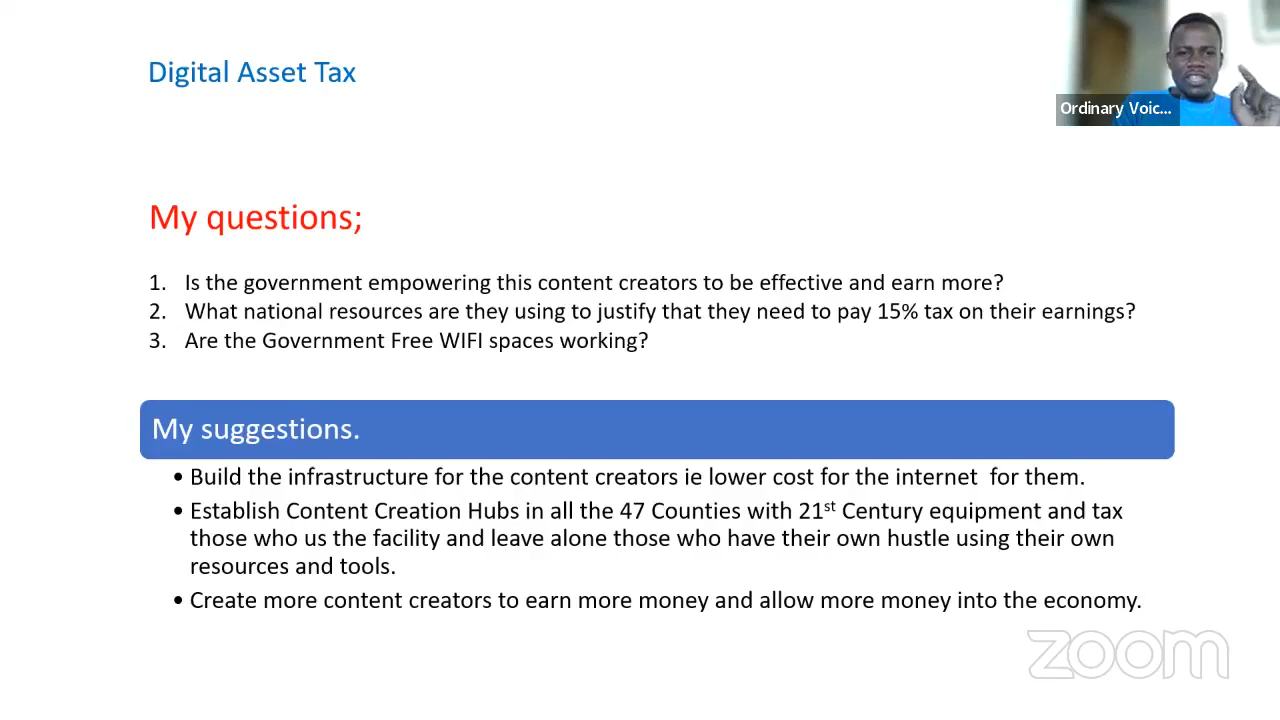 Digital Asset Tax
Ordinary Voic...
My questions;
1. Is the government empowering this content creators to be effective and earn more?
2. What national resources are they using to justify that they need to pay 15% tax on their earnings?
3. Are the Government Free WIFI spaces working?
My suggestions.
• Build the infrastructure for the content creators ie lower cost for the internet for them.
• Establish Content Creation Hubs in all the 47 Counties with 21st Century equipment and tax
those who us the facility and leave alone those who have their own hustle using their own
resources and tools.
• Create more content creators to earn more money and allow more money into the economy.
zoom